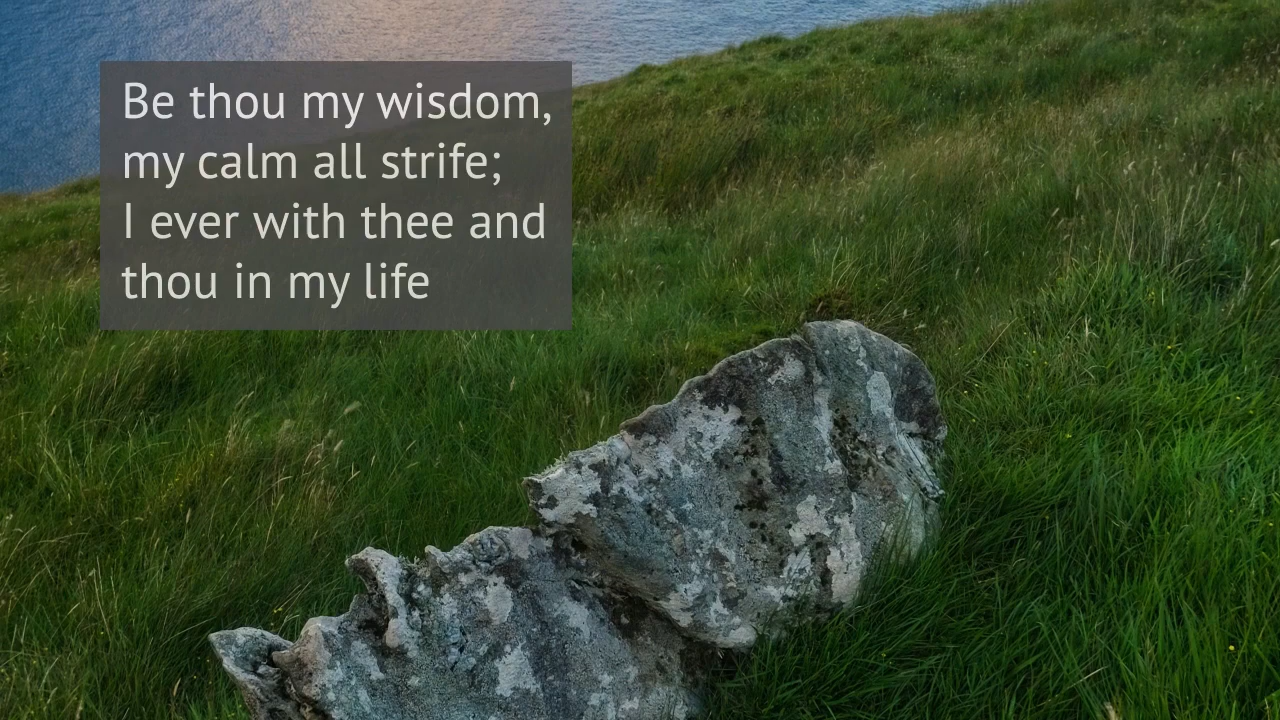 Be thou my wisdom,
my calm all strife;
I ever with thee and
thou in my life